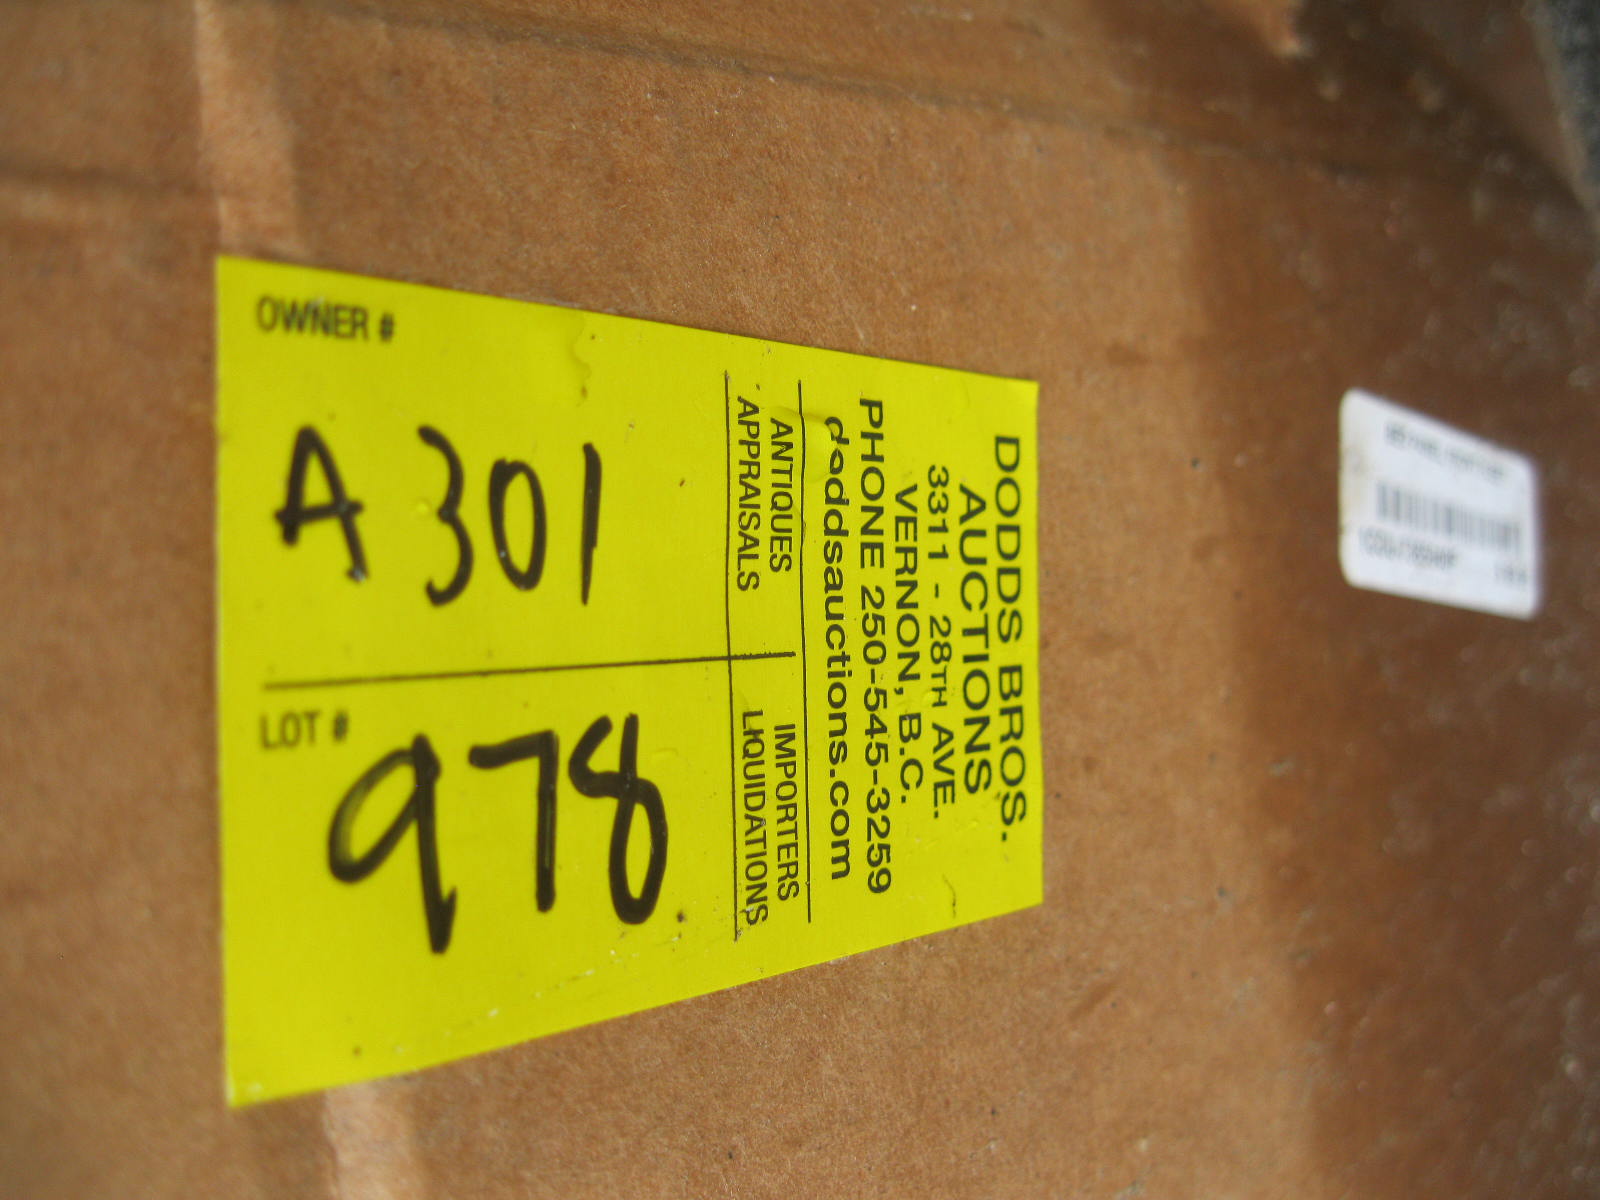 DODDS BROS.
AUCTIONS
3311 - 28TH AVE.
VERNON, B.C.
PHONE 250-545-3259
doddsauctions.com
ANTIQUES IMPORTERS
APPRAISALS LIQUIDATIONS
OWNER #
A301
LOT #
978